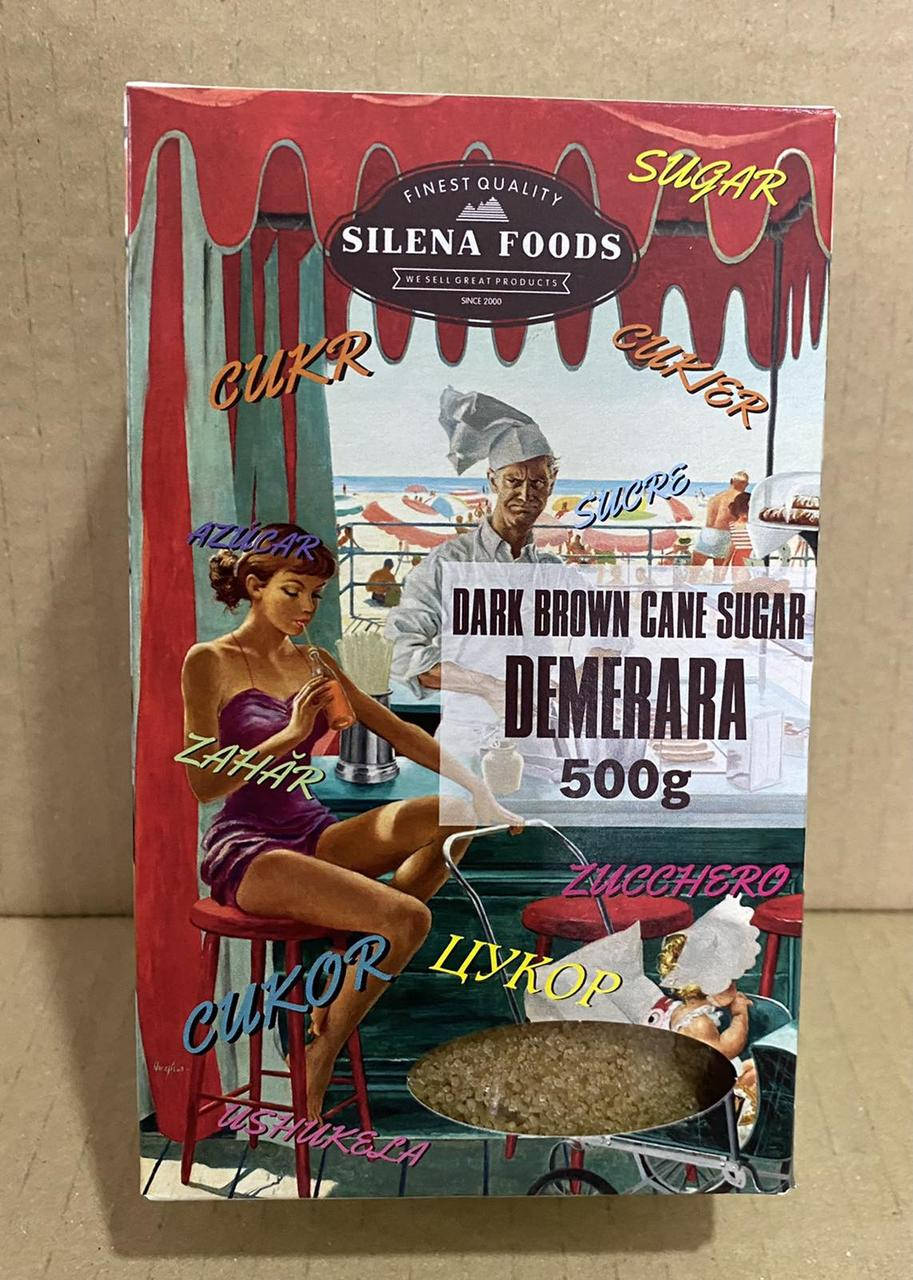 SUGAR
FINEST QUALITY
SILENA FOODS
WE SELL GREAT PRODUCTS
SINCE 2000
CUKR
CUKIER
SUCRE
AZÚCAR
DARK BROWN CANE SUGAR
DEMERARA
500g
ZAHĂR
ZUCCHERO
CUKOR
ЦУКОР
USHUKELA